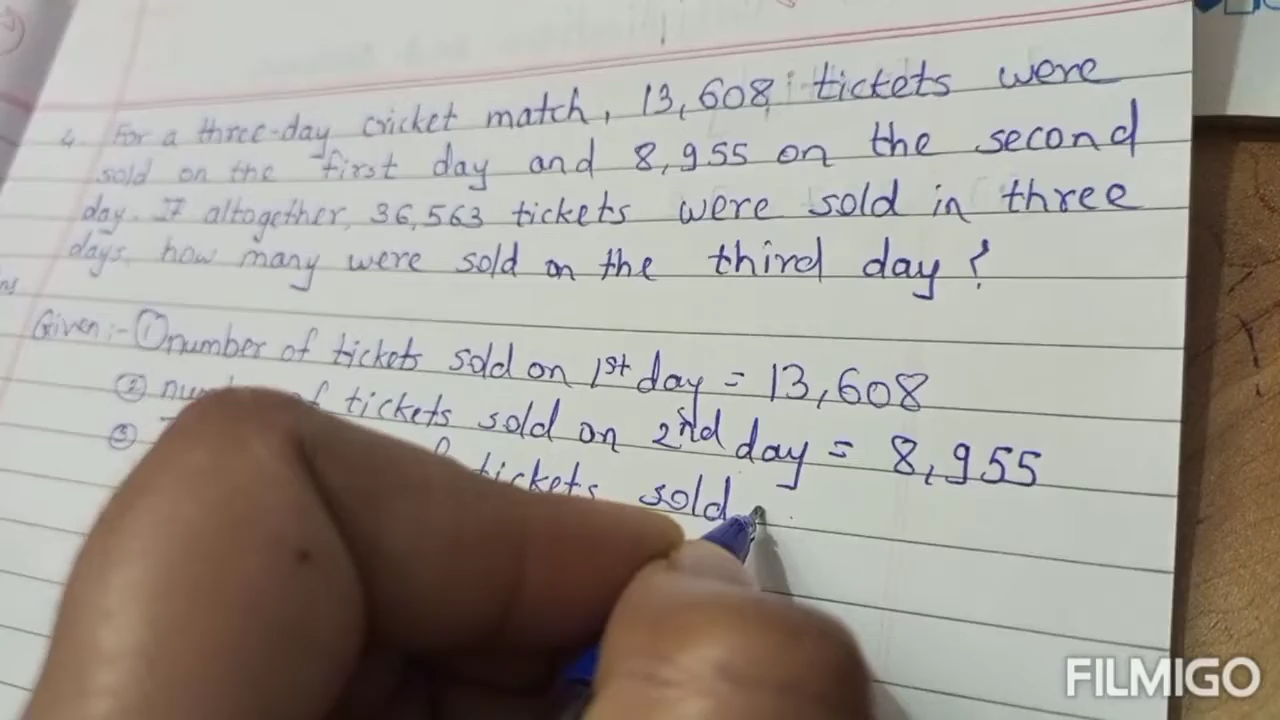 4. For a three-day cricket match, 13,608 tickets were
sold on the first day and 8,955 on the second
day. If altogether, 36,563 tickets were sold in three
days, how many were sold on the third day?
Given:- ① number of tickets sold on 1st day = 13,608
② of tickets sold on 2nd day = 8,955
③ tickets sold
FILMIGO